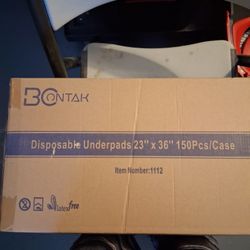 BONTAK
Disposable Underpads 23" x 36" 150Pcs/Case
Item Number:1112
latex
free